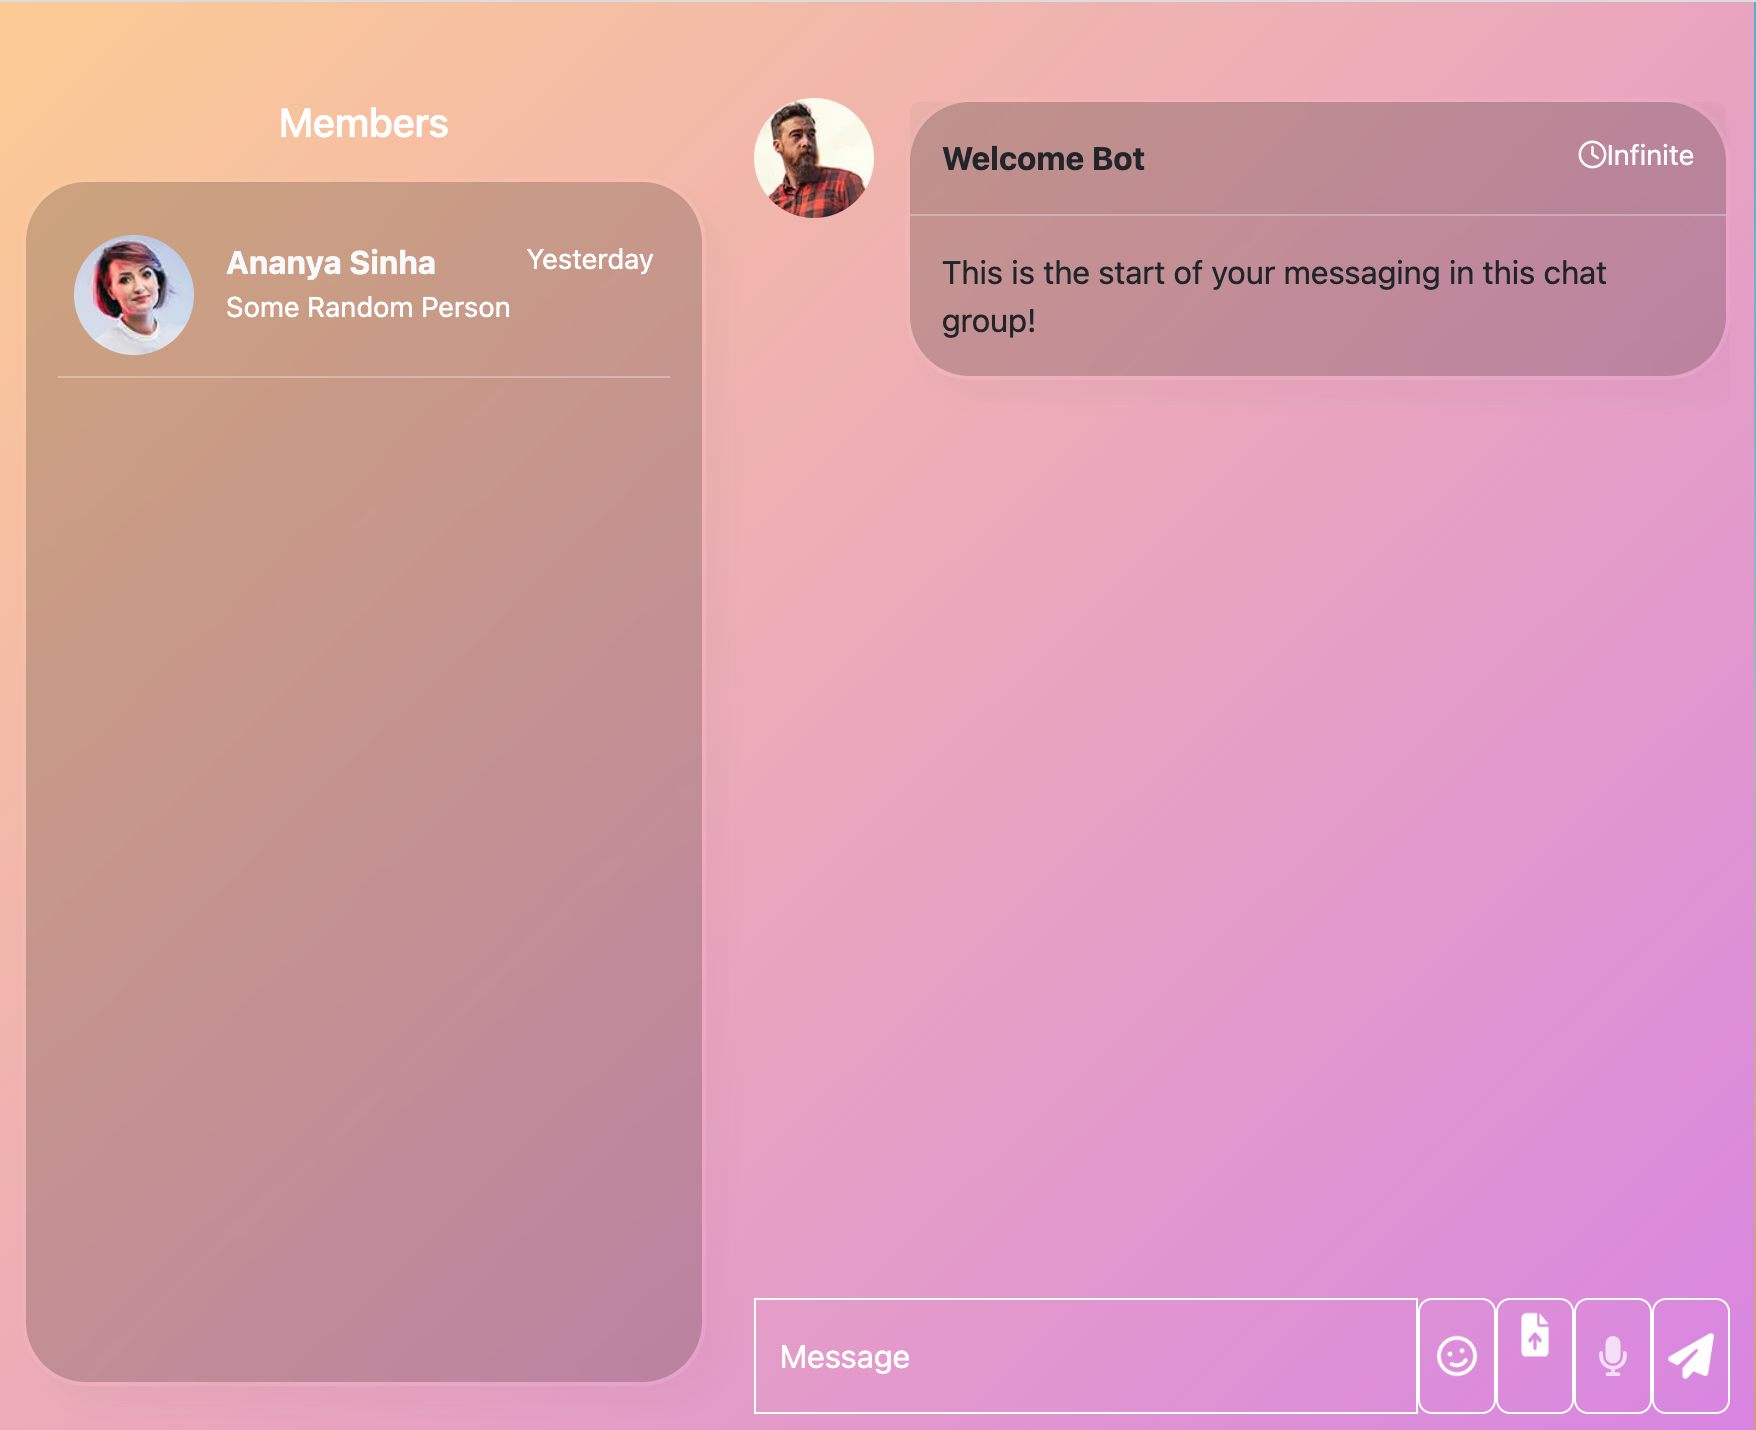 Members
Ananya Sinha
Yesterday
Some Random Person
Welcome Bot
Infinite
This is the start of your messaging in this chat
group!
Message